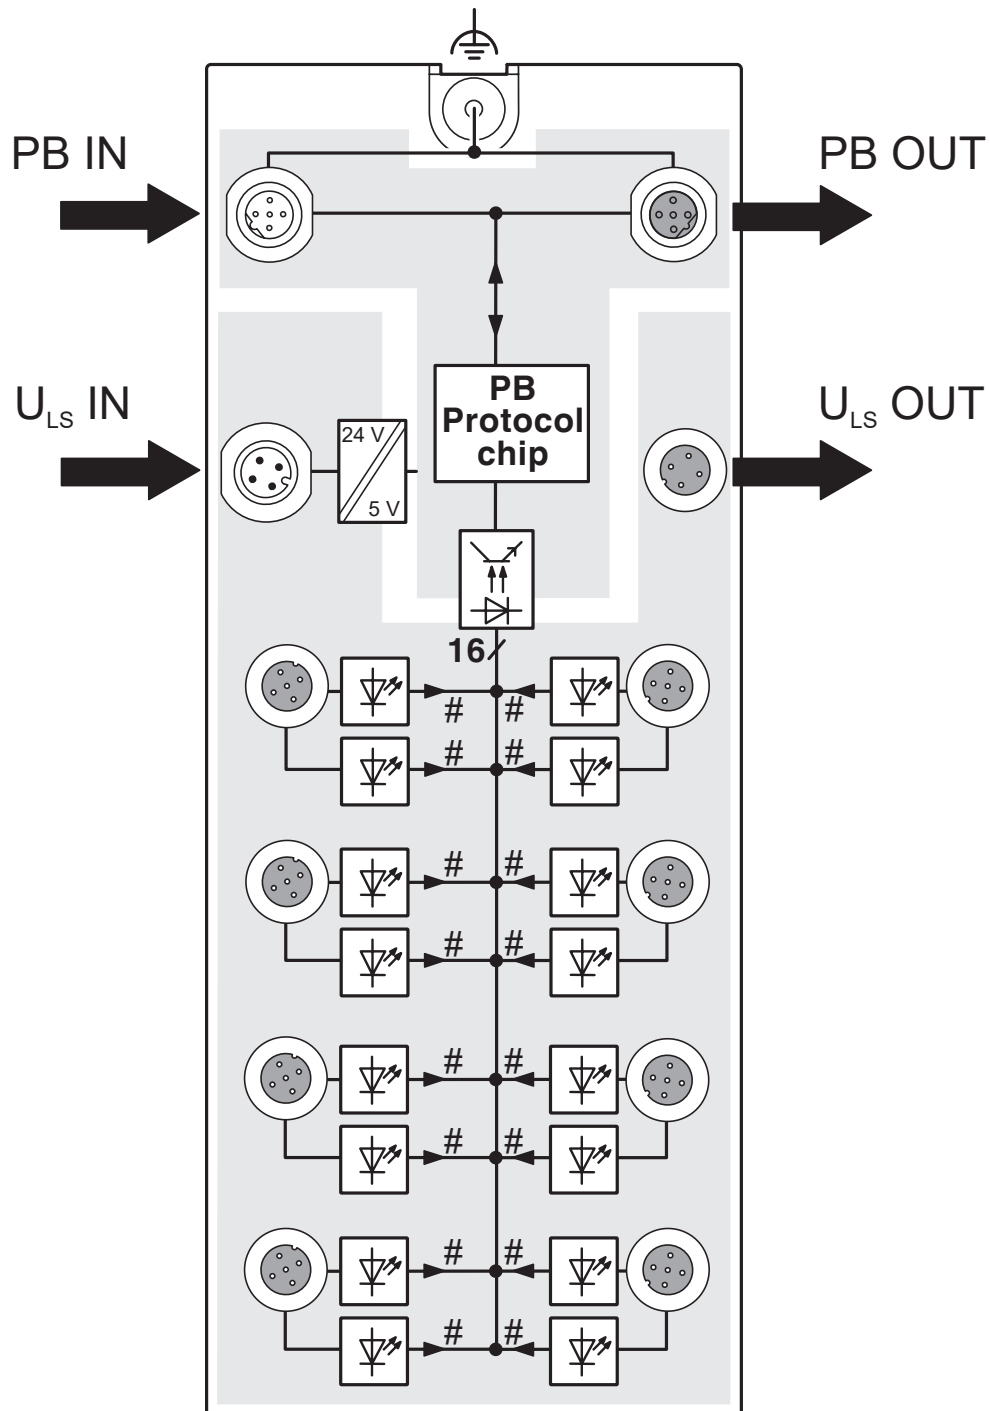 PB IN
PB OUT
PB
Protocol
chip
U_LS IN
U_LS OUT
24 V
5 V
16
# #
# #
# #
# #
# #
# #
# #
# #